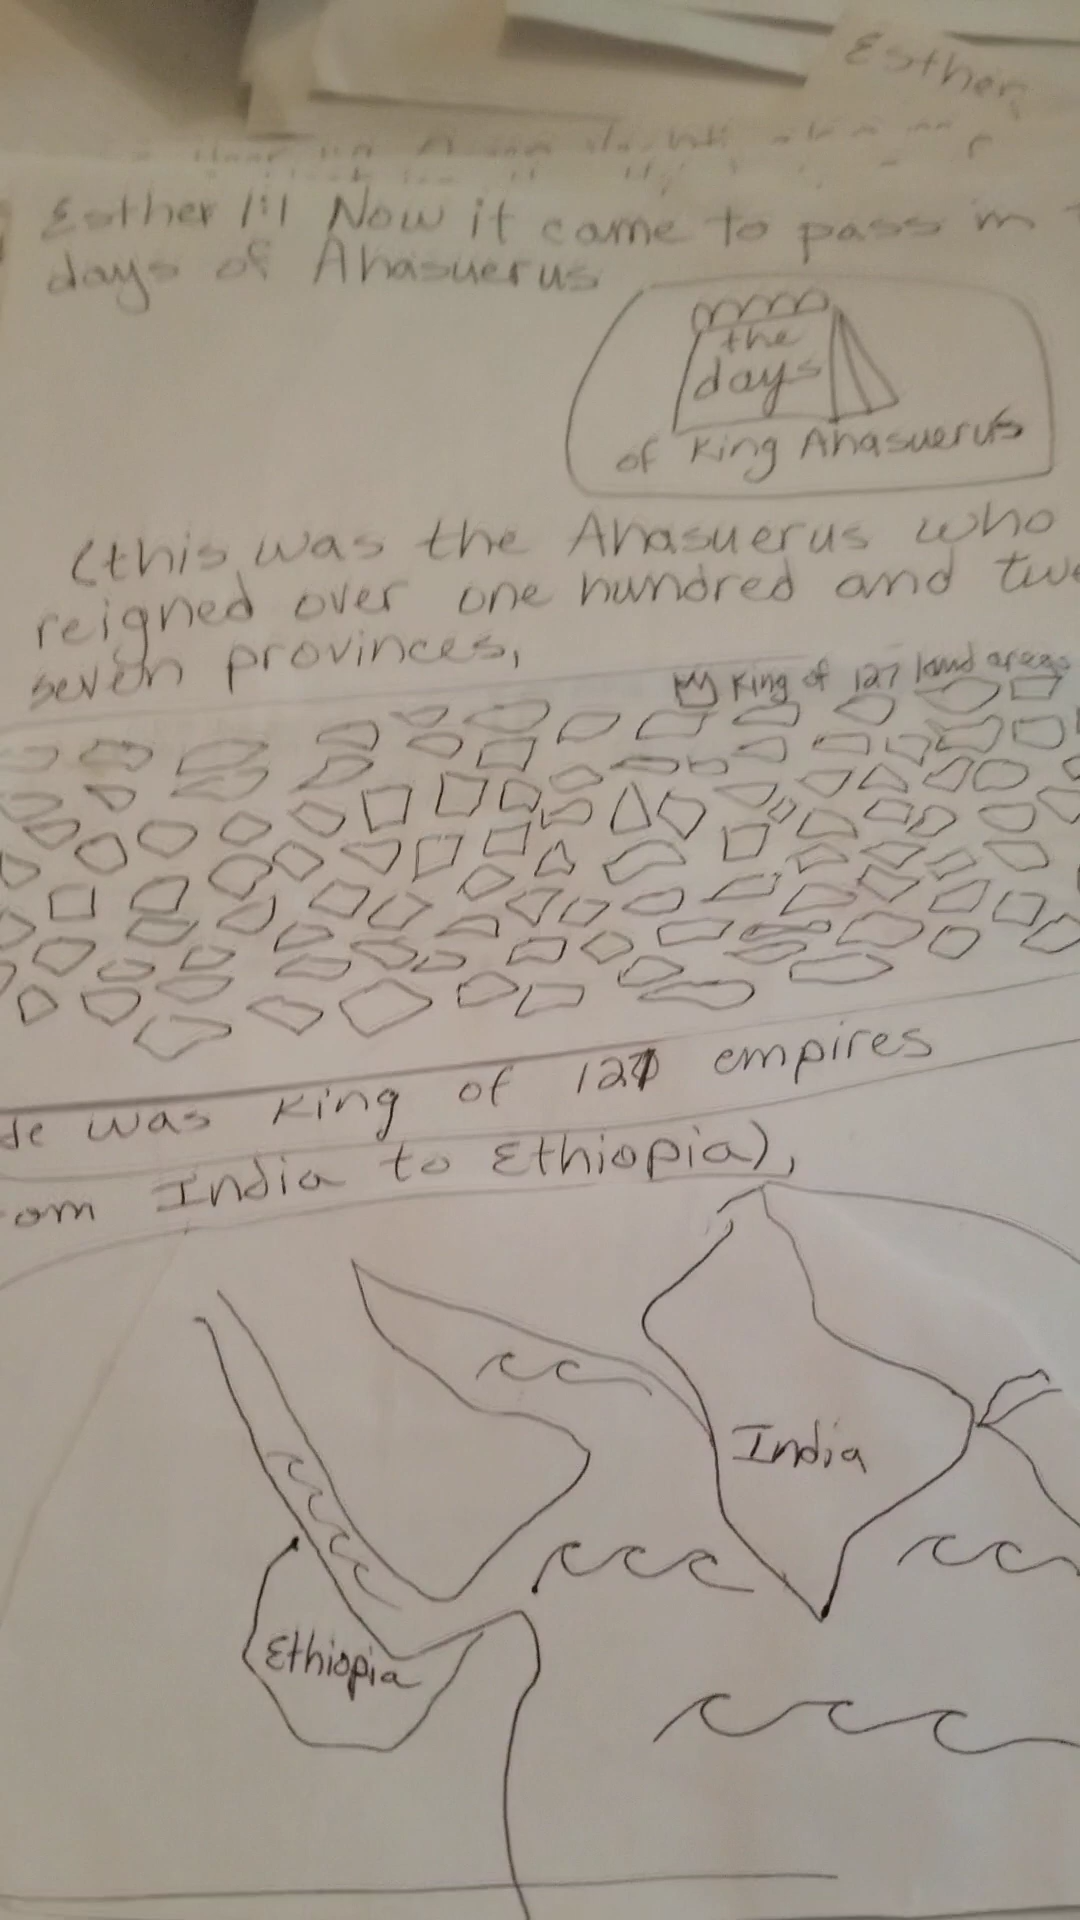 Esther
Esther 1:1 Now it came to pass in
days of Ahasuerus
the
days
of King Ahasuerus
(this was the Ahasuerus who
reigned over one hundred and twe
seven provinces,
King of 127 land areas
He was King of 127 empires
om India to Ethiopia),
India
Ethiopia